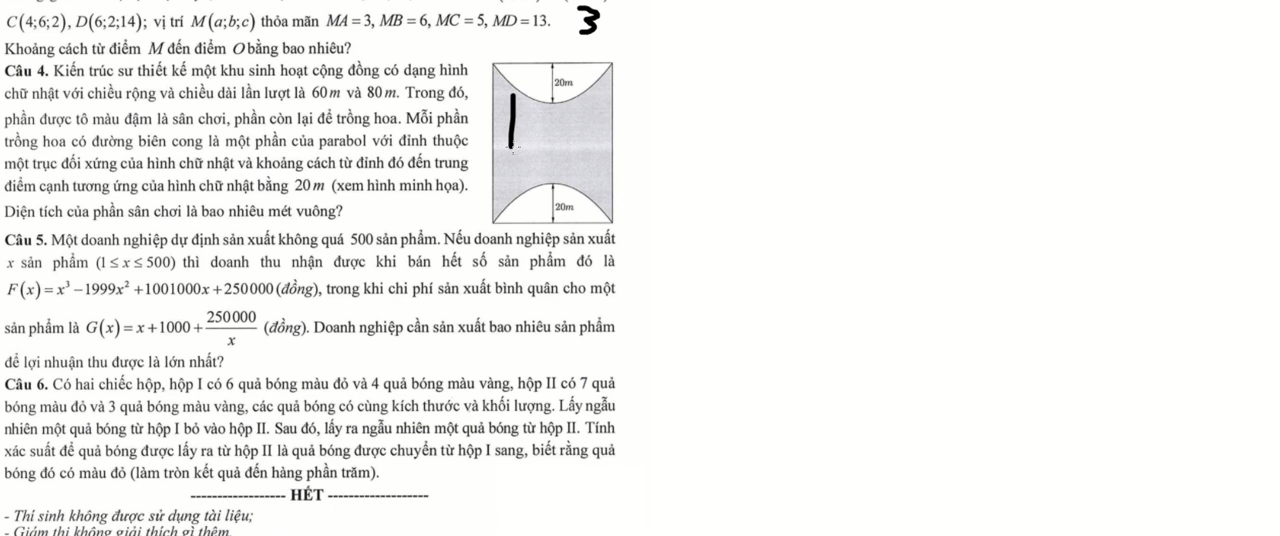 C(4;6;2), D(6;2;14); vị trí M(a;b;c) thỏa mãn MA = 3, MB = 6, MC = 5, MD = 13.
3
Khoảng cách từ điểm M đến điểm O bằng bao nhiêu?
Câu 4. Kiến trúc sư thiết kế một khu sinh hoạt cộng đồng có dạng hình
chữ nhật với chiều rộng và chiều dài lần lượt là 60m và 80m. Trong đó,
phần được tô màu đậm là sân chơi, phần còn lại để trồng hoa. Mỗi phần
trồng hoa có đường biên cong là một phần của parabol với đỉnh thuộc
một trục đối xứng của hình chữ nhật và khoảng cách từ đỉnh đó đến trung
điểm cạnh tương ứng của hình chữ nhật bằng 20m (xem hình minh họa).
Diện tích của phần sân chơi là bao nhiêu mét vuông?
20m
20m
Câu 5. Một doanh nghiệp dự định sản xuất không quá 500 sản phẩm. Nếu doanh nghiệp sản xuất
x sản phẩm (1 ≤ x ≤ 500) thì doanh thu nhận được khi bán hết số sản phẩm đó là
F(x) = x³ − 1999x² + 1001000x + 250000 (đồng), trong khi chi phí sản xuất bình quân cho một
sản phẩm là G(x) = x + 1000 + 250000/x (đồng). Doanh nghiệp cần sản xuất bao nhiêu sản phẩm
để lợi nhuận thu được là lớn nhất?
Câu 6. Có hai chiếc hộp, hộp I có 6 quả bóng màu đỏ và 4 quả bóng màu vàng, hộp II có 7 quả
bóng màu đỏ và 3 quả bóng màu vàng, các quả bóng có cùng kích thước và khối lượng. Lấy ngẫu
nhiên một quả bóng từ hộp I bỏ vào hộp II. Sau đó, lấy ra ngẫu nhiên một quả bóng từ hộp II. Tính
xác suất để quả bóng được lấy ra từ hộp II là quả bóng được chuyển từ hộp I sang, biết rằng quả
bóng đó có màu đỏ (làm tròn kết quả đến hàng phần trăm).
------------------- HẾT -------------------
- Thí sinh không được sử dụng tài liệu;
- Giám thị không giải thích gì thêm.